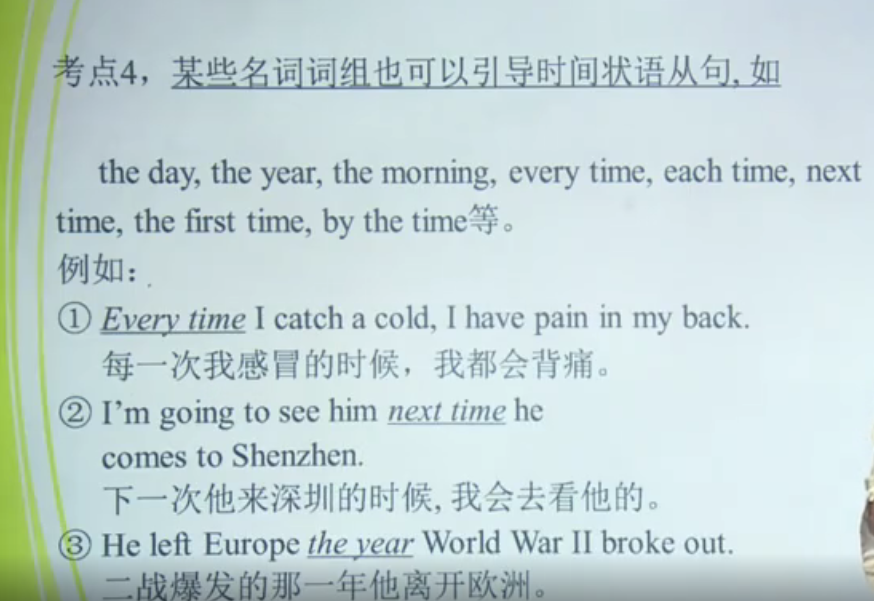 考点4，某些名词词组也可以引导时间状语从句, 如
the day, the year, the morning, every time, each time, next
time, the first time, by the time等。
例如：
① Every time I catch a cold, I have pain in my back.
每一次我感冒的时候，我都会背痛。
② I'm going to see him next time he
comes to Shenzhen.
下一次他来深圳的时候, 我会去看他的。
③ He left Europe the year World War II broke out.
二战爆发的那一年他离开欧洲。